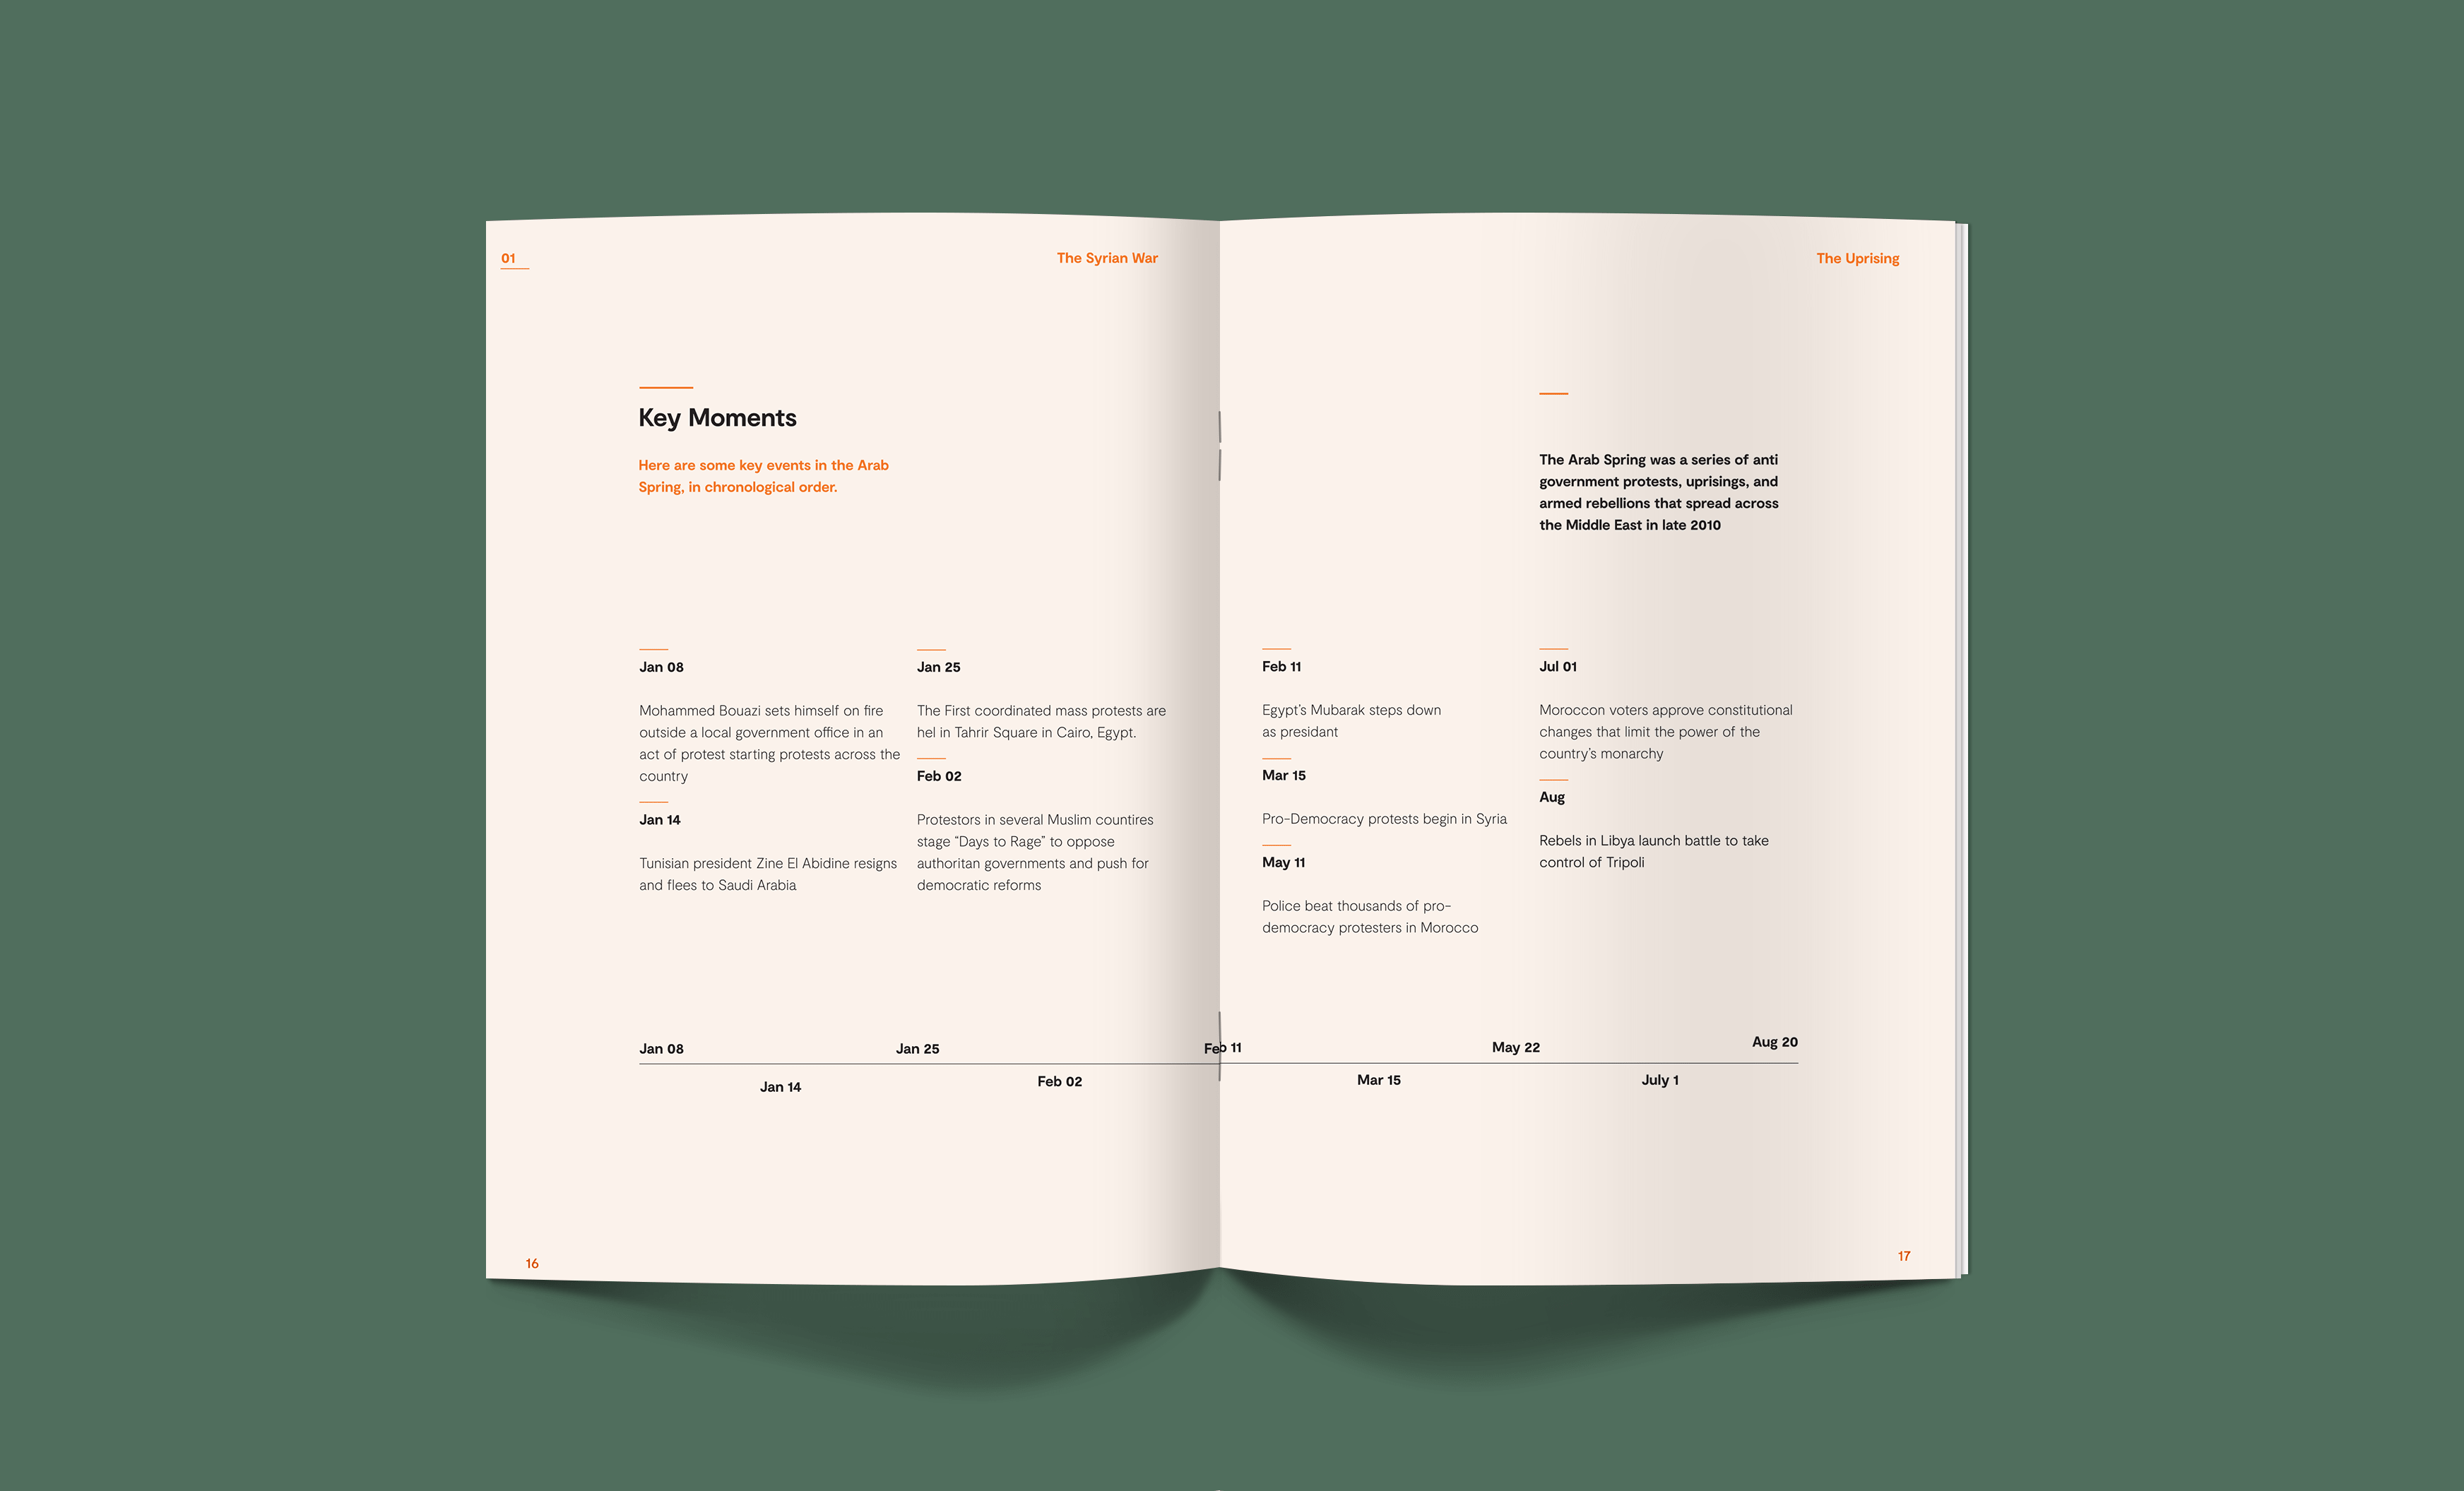 01
The Syrian War
Key Moments
Here are some key events in the Arab
Spring, in chronological order.
Jan 08
Mohammed Bouazi sets himself on fire
outside a local government office in an
act of protest starting protests across the
country
Jan 14
Tunisian president Zine El Abidine resigns
and flees to Saudi Arabia
Jan 25
The First coordinated mass protests are
hel in Tahrir Square in Cairo, Egypt.
Feb 02
Protestors in several Muslim countires
stage “Days to Rage” to oppose
authoritan governments and push for
democratic reforms
The Uprising
The Arab Spring was a series of anti
government protests, uprisings, and
armed rebellions that spread across
the Middle East in late 2010
Feb 11
Egypt’s Mubarak steps down
as presidant
Mar 15
Pro-Democracy protests begin in Syria
May 11
Police beat thousands of pro-
democracy protesters in Morocco
Jul 01
Moroccon voters approve constitutional
changes that limit the power of the
country’s monarchy
Aug
Rebels in Libya launch battle to take
control of Tripoli
Jan 08
Jan 14
Jan 25
Feb 02
Feb 11
Mar 15
May 22
July 1
Aug 20
16
17